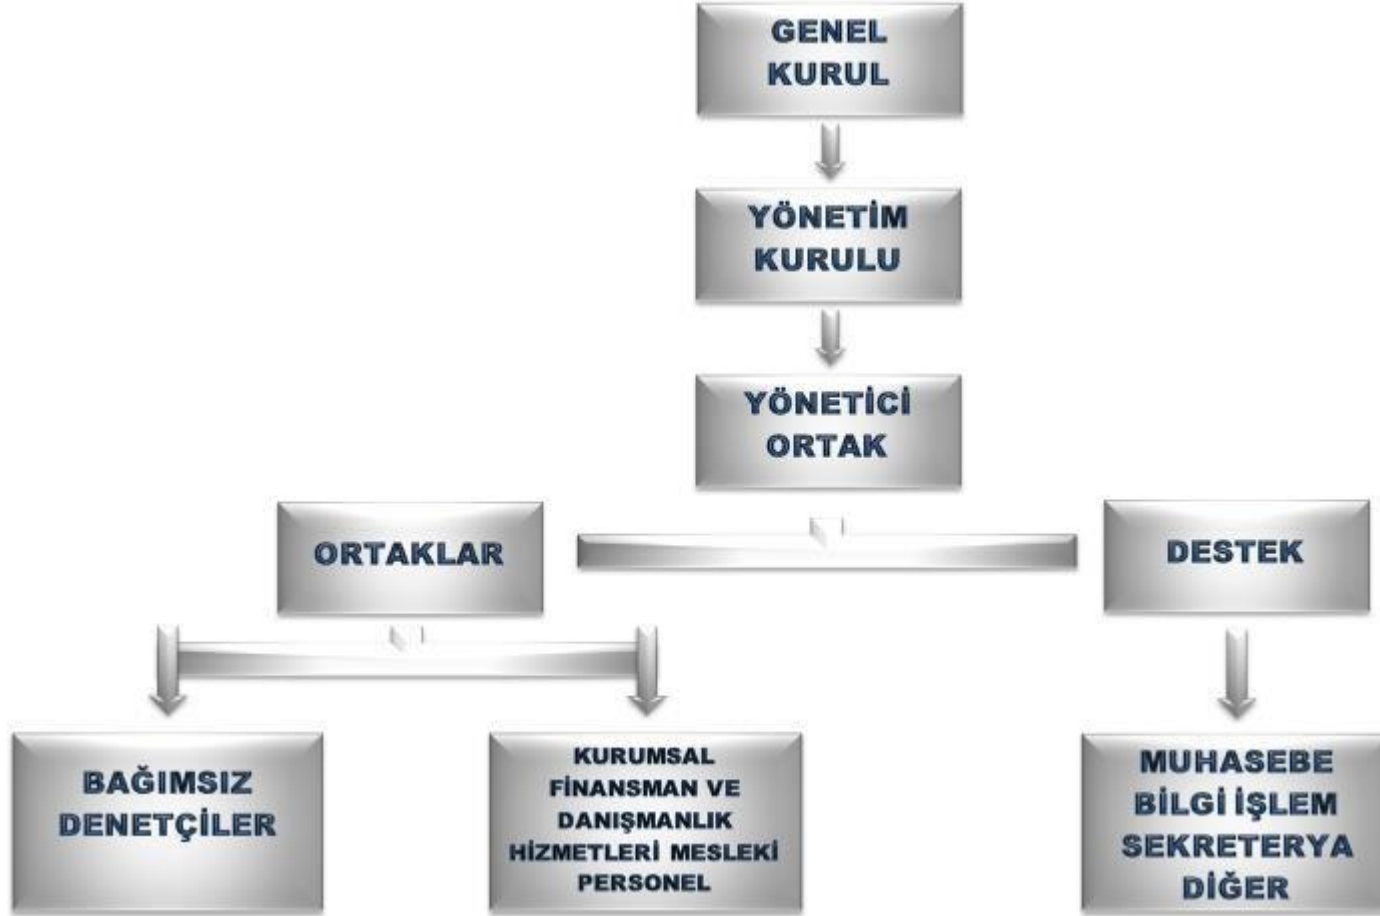 GENEL
KURUL
YÖNETİM
KURULU
YÖNETİCİ
ORTAK
ORTAKLAR
DESTEK
BAĞIMSIZ
DENETÇİLER
KURUMSAL
FİNANSMAN VE
DANIŞMANLIK
HİZMETLERİ MESLEKİ
PERSONEL
MUHASEBE
BİLGİ İŞLEM
SEKRETERYA
DİĞER